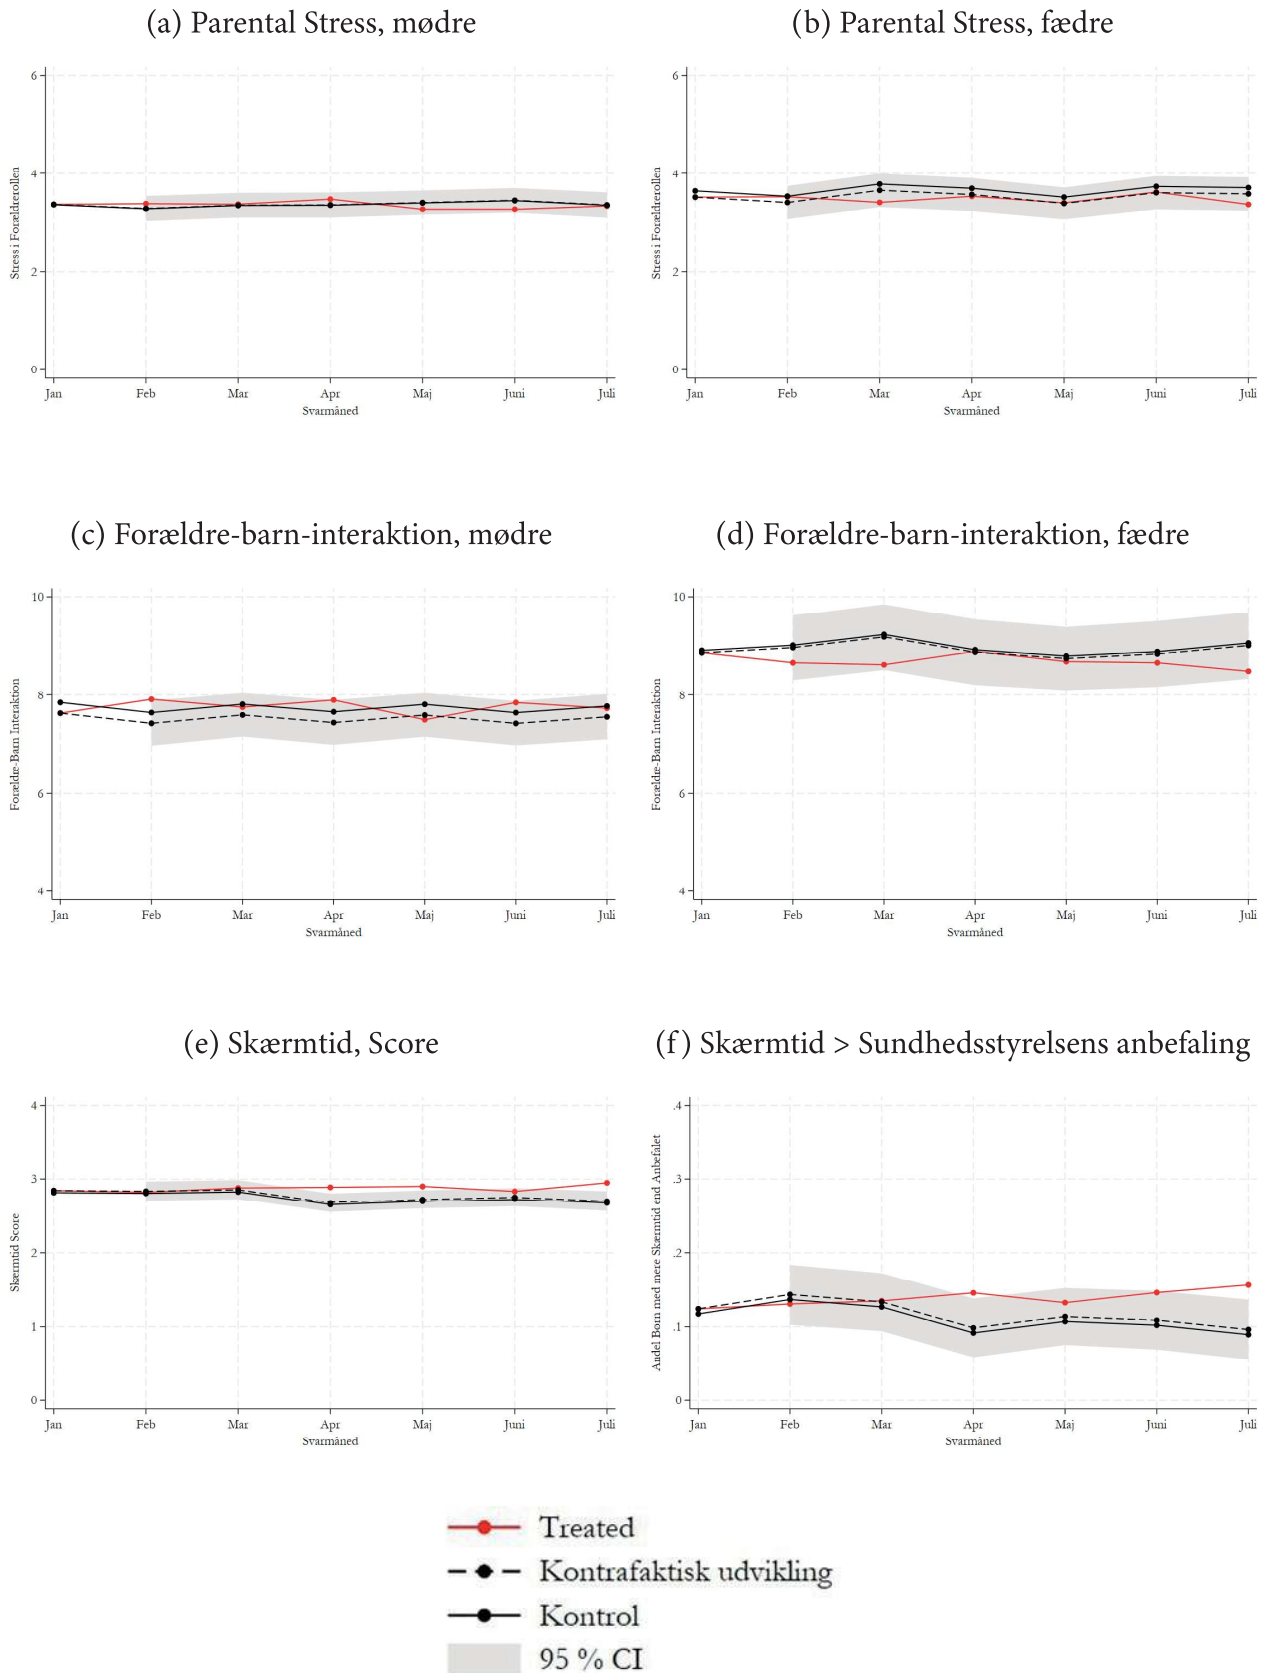 (a) Parental Stress, mødre
6
4
2
0
Stress i Forældrerollen
Jan Feb Mar Apr Maj Juni Juli
Svarmåned
(b) Parental Stress, fædre
6
4
2
0
Stress i Forældrerollen
Jan Feb Mar Apr Maj Juni Juli
Svarmåned
(c) Forældre-barn-interaktion, mødre
10
8
6
4
Forældre-Barn Interaktion
Jan Feb Mar Apr Maj Juni Juli
Svarmåned
(d) Forældre-barn-interaktion, fædre
10
8
6
4
Forældre-Barn Interaktion
Jan Feb Mar Apr Maj Juni Juli
Svarmåned
(e) Skærmtid, Score
4
3
2
1
0
Skærmtid Score
Jan Feb Mar Apr Maj Juni Juli
Svarmåned
(f) Skærmtid > Sundhedsstyrelsens anbefaling
.4
.3
.2
.1
0
Andel Børn med mere Skærmtid end Anbefalet
Jan Feb Mar Apr Maj Juni Juli
Svarmåned
Treated
Kontrafaktisk udvikling
Kontrol
95 % CI